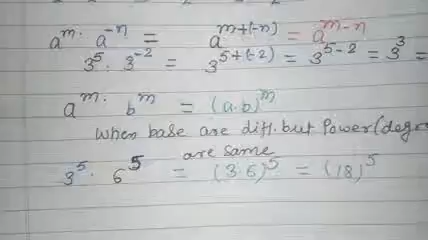 a^m · a^-n = a^m+(-n) = a^m-n
3^5 · 3^-2 = 3^5+(-2) = 3^5-2 = 3^3 =
a^m · b^m = (a.b)^m
When base are diff. but Power (degre
are same
3^5 · 6^5 = (3·6)^5 = (18)^5